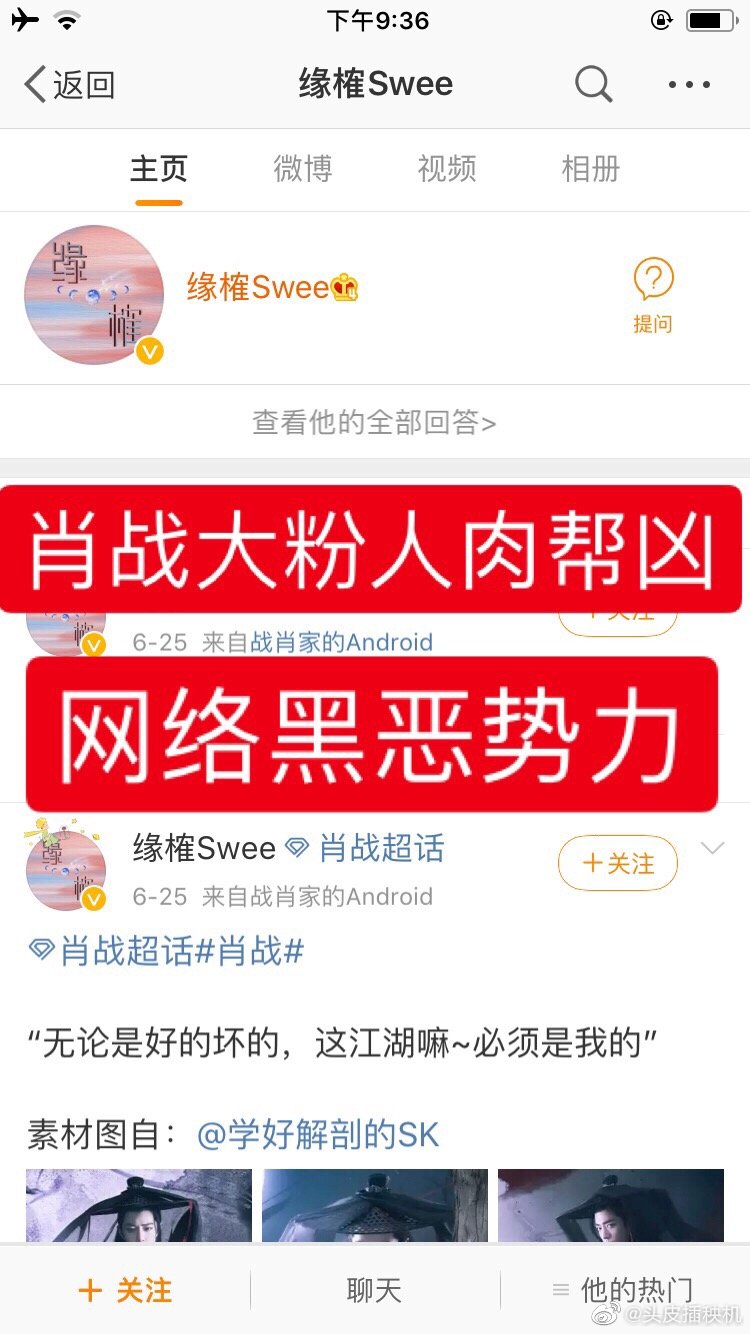 下午9:36
返回
缘榷Swee
主页 微博 视频 相册
缘榷
缘榷Swee
提问
查看他的全部回答>
肖战大粉人肉帮凶
关注
6-25 来自战肖家的Android
网络黑恶势力
缘榷Swee 肖战超话
+关注
6-25 来自战肖家的Android
肖战超话#肖战#
“无论是好的坏的，这江湖嘛~必须是我的”
素材图自：@学好解剖的SK
+ 关注 聊天 他的热门
@头皮插秧机